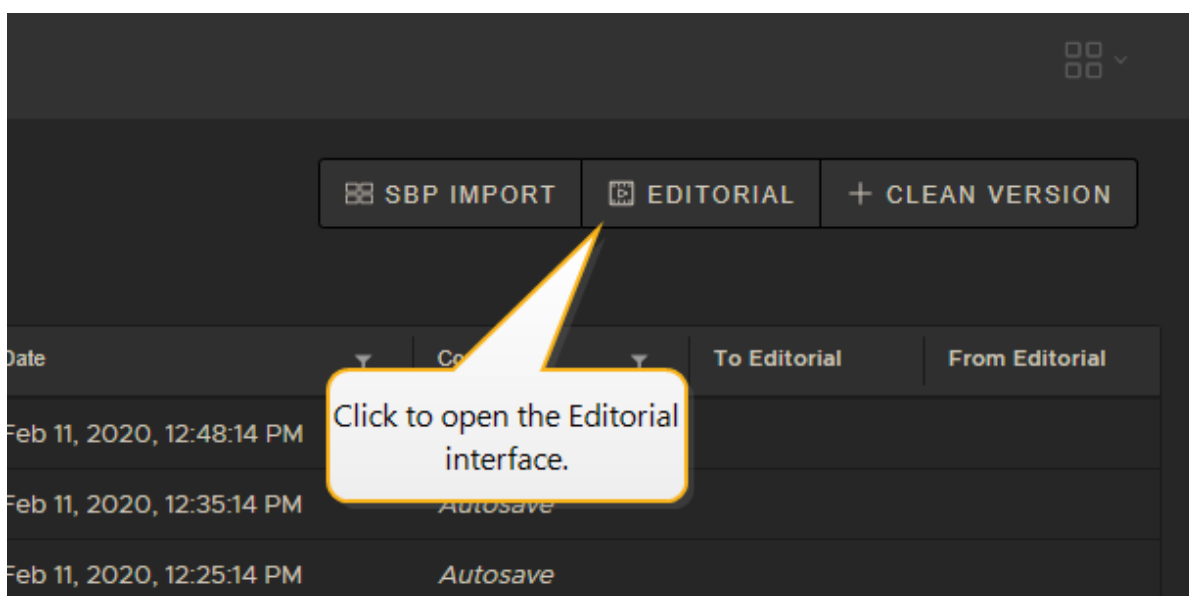 SBP IMPORT EDITORIAL + CLEAN VERSION
Date To Editorial From Editorial
Click to open the Editorial
interface.
Feb 11, 2020, 12:48:14 PM
Feb 11, 2020, 12:35:14 PM Autosave
Feb 11, 2020, 12:25:14 PM Autosave